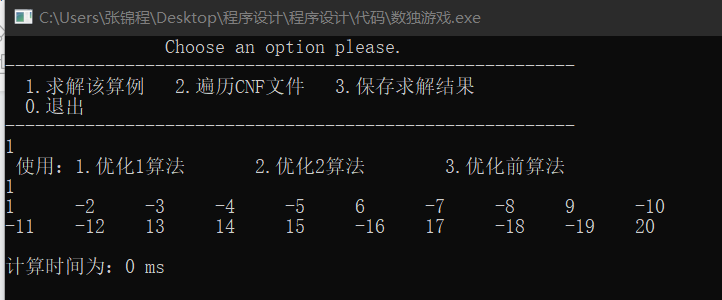 C:\Users\张锦程\Desktop\程序设计\程序设计\代码\数独游戏.exe
Choose an option please.
---------------------------------------------------------
1.求解该算例 2.遍历CNF文件 3.保存求解结果
0.退出
---------------------------------------------------------
1
使用：1.优化1算法 2.优化2算法 3.优化前算法
1
1 -2 -3 -4 -5 6 -7 -8 9 -10
-11 -12 13 14 15 -16 17 -18 -19 20
计算时间为：0 ms